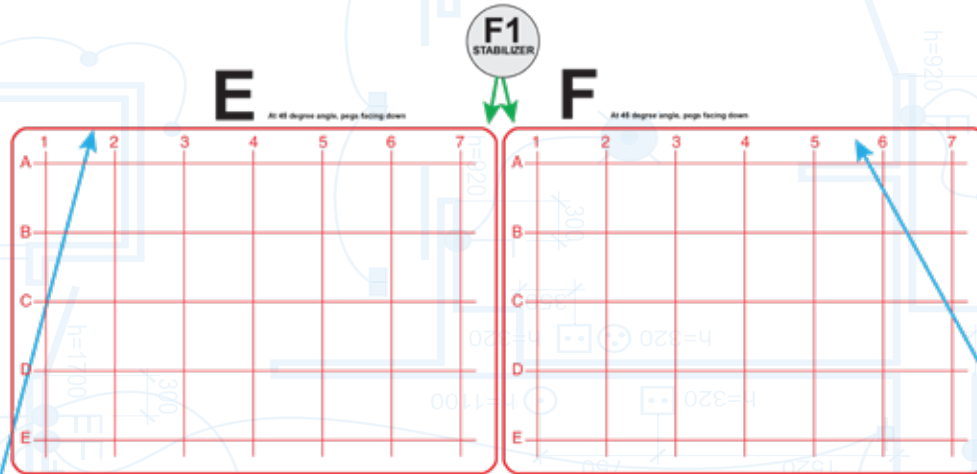 F1
STABILIZER
E At 45 degree angle, pegs facing down
F At 45 degree angle, pegs facing down
1 2 3 4 5 6 7
A
B
C
D
E
1 2 3 4 5 6 7
A
B
C
D
E
h=920
h=920
300
h=320
h=320
h=1100
h=320
h=1700
300